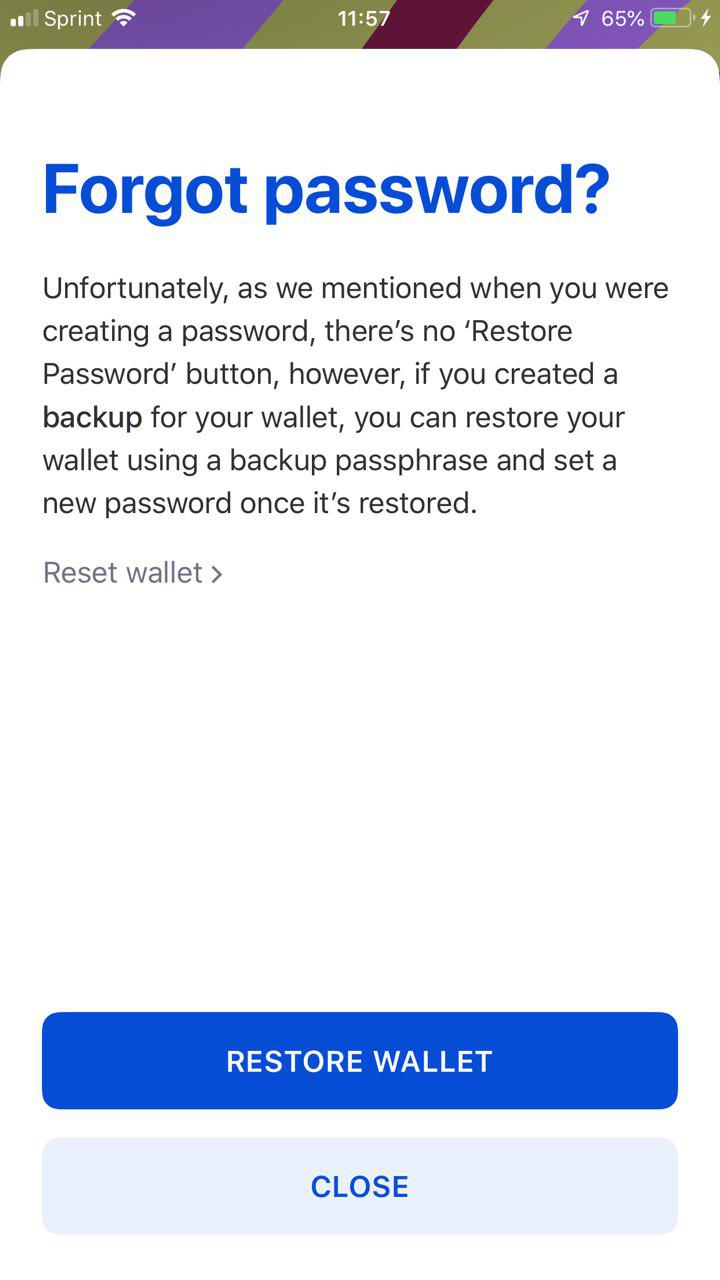 Sprint 11:57 65%
Forgot password?
Unfortunately, as we mentioned when you were
creating a password, there’s no ‘Restore
Password’ button, however, if you created a
backup for your wallet, you can restore your
wallet using a backup passphrase and set a
new password once it’s restored.
Reset wallet >
RESTORE WALLET
CLOSE